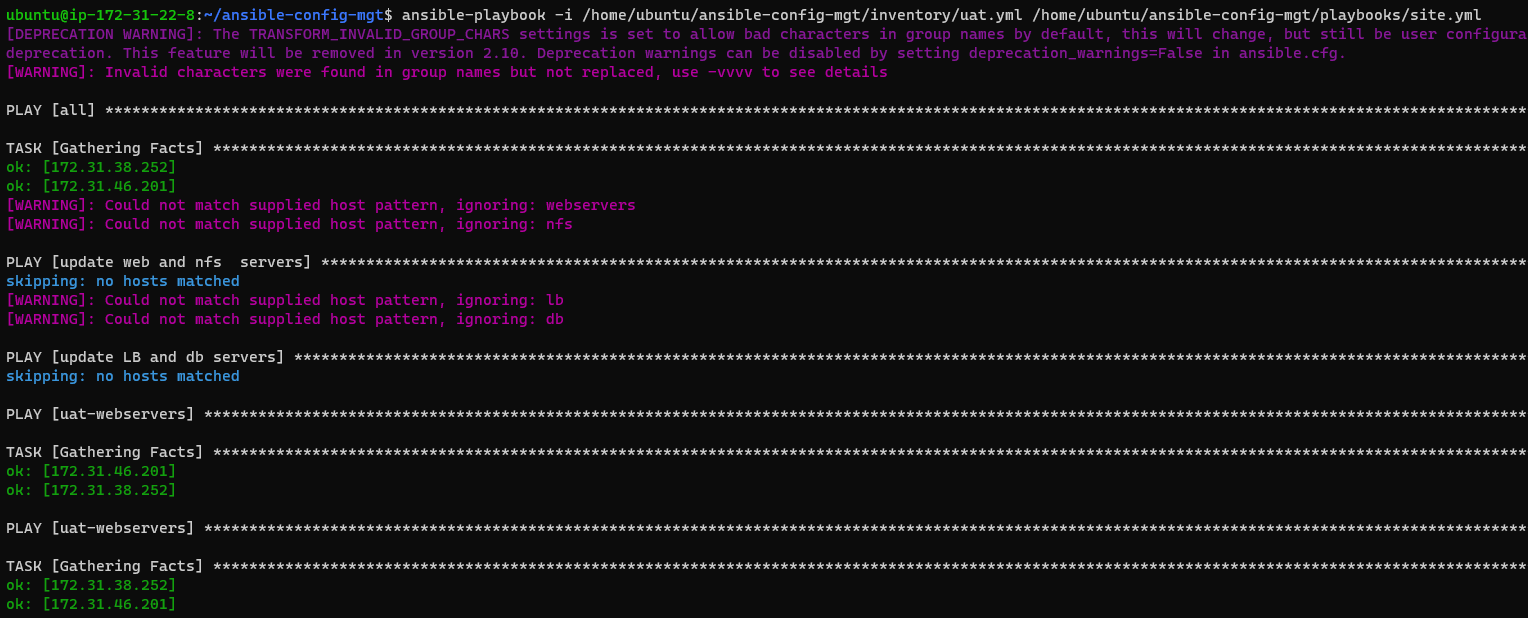 ubuntu@ip-172-31-22-8:~/ansible-config-mgt$ ansible-playbook -i /home/ubuntu/ansible-config-mgt/inventory/uat.yml /home/ubuntu/ansible-config-mgt/playbooks/site.yml
[DEPRECATION WARNING]: The TRANSFORM_INVALID_GROUP_CHARS settings is set to allow bad characters in group names by default, this will change, but still be user configura
deprecation. This feature will be removed in version 2.10. Deprecation warnings can be disabled by setting deprecation_warnings=False in ansible.cfg.
[WARNING]: Invalid characters were found in group names but not replaced, use -vvvv to see details
PLAY [all] **************************************************************************************************************************************************************
TASK [Gathering Facts] **************************************************************************************************************************************************
ok: [172.31.38.252]
ok: [172.31.46.201]
[WARNING]: Could not match supplied host pattern, ignoring: webservers
[WARNING]: Could not match supplied host pattern, ignoring: nfs
PLAY [update web and nfs  servers] **************************************************************************************************************************************
skipping: no hosts matched
[WARNING]: Could not match supplied host pattern, ignoring: lb
[WARNING]: Could not match supplied host pattern, ignoring: db
PLAY [update LB and db servers] *****************************************************************************************************************************************
skipping: no hosts matched
PLAY [uat-webservers] ***************************************************************************************************************************************************
TASK [Gathering Facts] **************************************************************************************************************************************************
ok: [172.31.46.201]
ok: [172.31.38.252]
PLAY [uat-webservers] ***************************************************************************************************************************************************
TASK [Gathering Facts] **************************************************************************************************************************************************
ok: [172.31.38.252]
ok: [172.31.46.201]